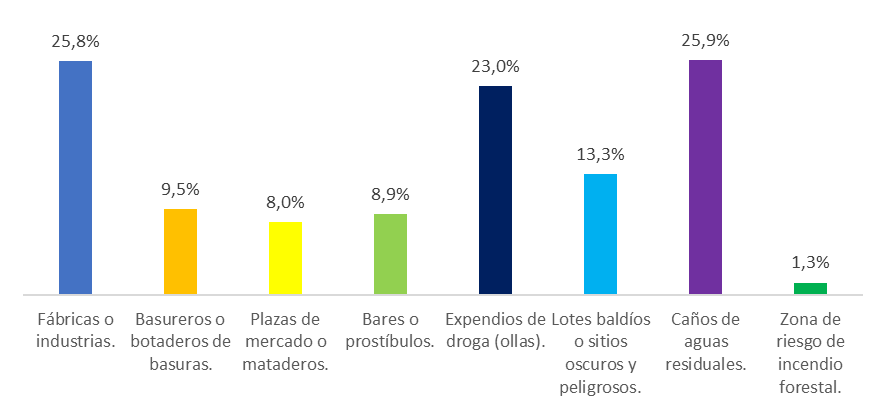 25,8%
9,5%
8,0%
8,9%
23,0%
13,3%
25,9%
1,3%
Fábricas o
industrias.
Basureros o
botaderos de
basuras.
Plazas de
mercado o
mataderos.
Bares o
prostíbulos.
Expendios de
droga (ollas).
Lotes baldíos
o sitios
oscuros y
peligrosos.
Caños de
aguas
residuales.
Zona de
riesgo de
incendio
forestal.